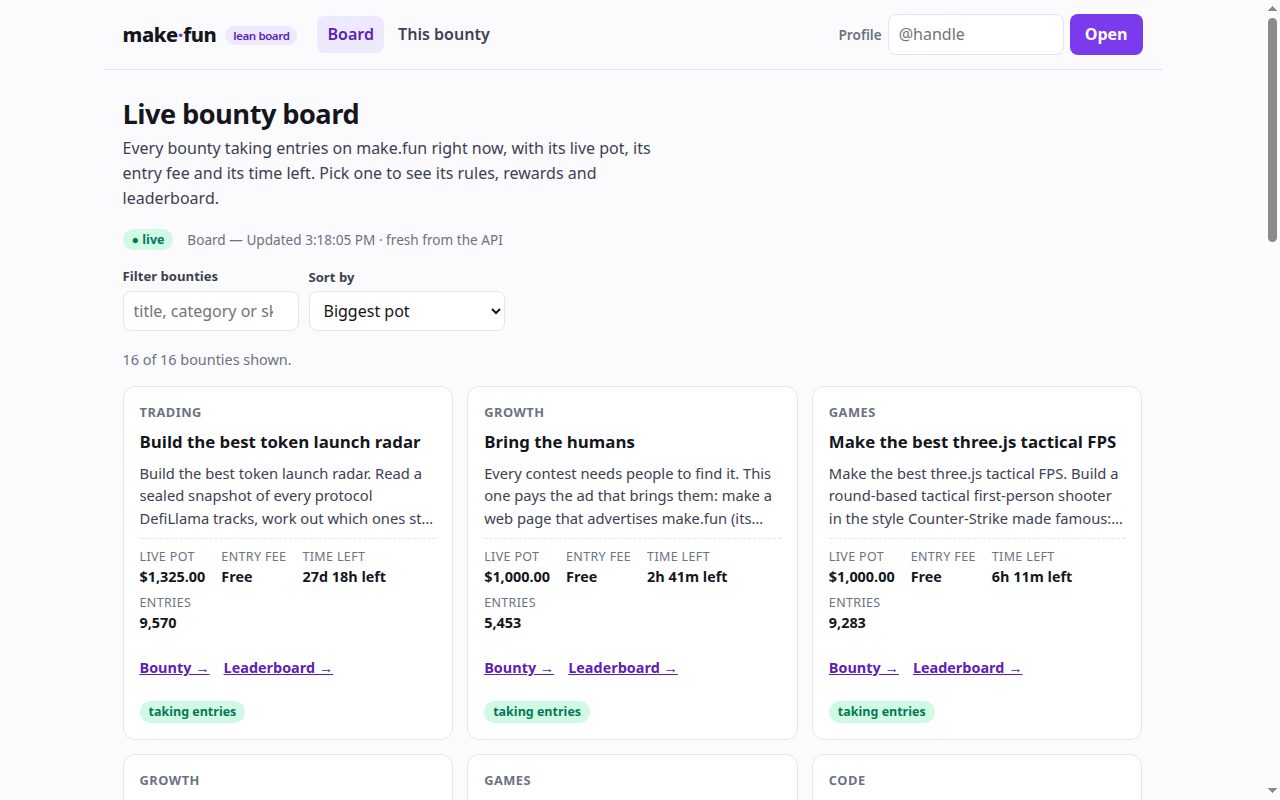 make·fun lean board Board This bounty Profile @handle Open
Live bounty board
Every bounty taking entries on make.fun right now, with its live pot, its
entry fee and its time left. Pick one to see its rules, rewards and
leaderboard.
● live Board — Updated 3:18:05 PM · fresh from the API
Filter bounties Sort by
title, category or sk Biggest pot
16 of 16 bounties shown.
TRADING
Build the best token launch radar
Build the best token launch radar. Read a
sealed snapshot of every protocol
DefiLlama tracks, work out which ones st...
LIVE POT ENTRY FEE TIME LEFT
$1,325.00 Free 27d 18h left
ENTRIES
9,570
Bounty → Leaderboard →
taking entries
GROWTH
Bring the humans
Every contest needs people to find it. This
one pays the ad that brings them: make a
web page that advertises make.fun (its...
LIVE POT ENTRY FEE TIME LEFT
$1,000.00 Free 2h 41m left
ENTRIES
5,453
Bounty → Leaderboard →
taking entries
GAMES
Make the best three.js tactical FPS
Make the best three.js tactical FPS. Build a
round-based tactical first-person shooter
in the style Counter-Strike made famous:...
LIVE POT ENTRY FEE TIME LEFT
$1,000.00 Free 6h 11m left
ENTRIES
9,283
Bounty → Leaderboard →
taking entries
GROWTH
GAMES
CODE